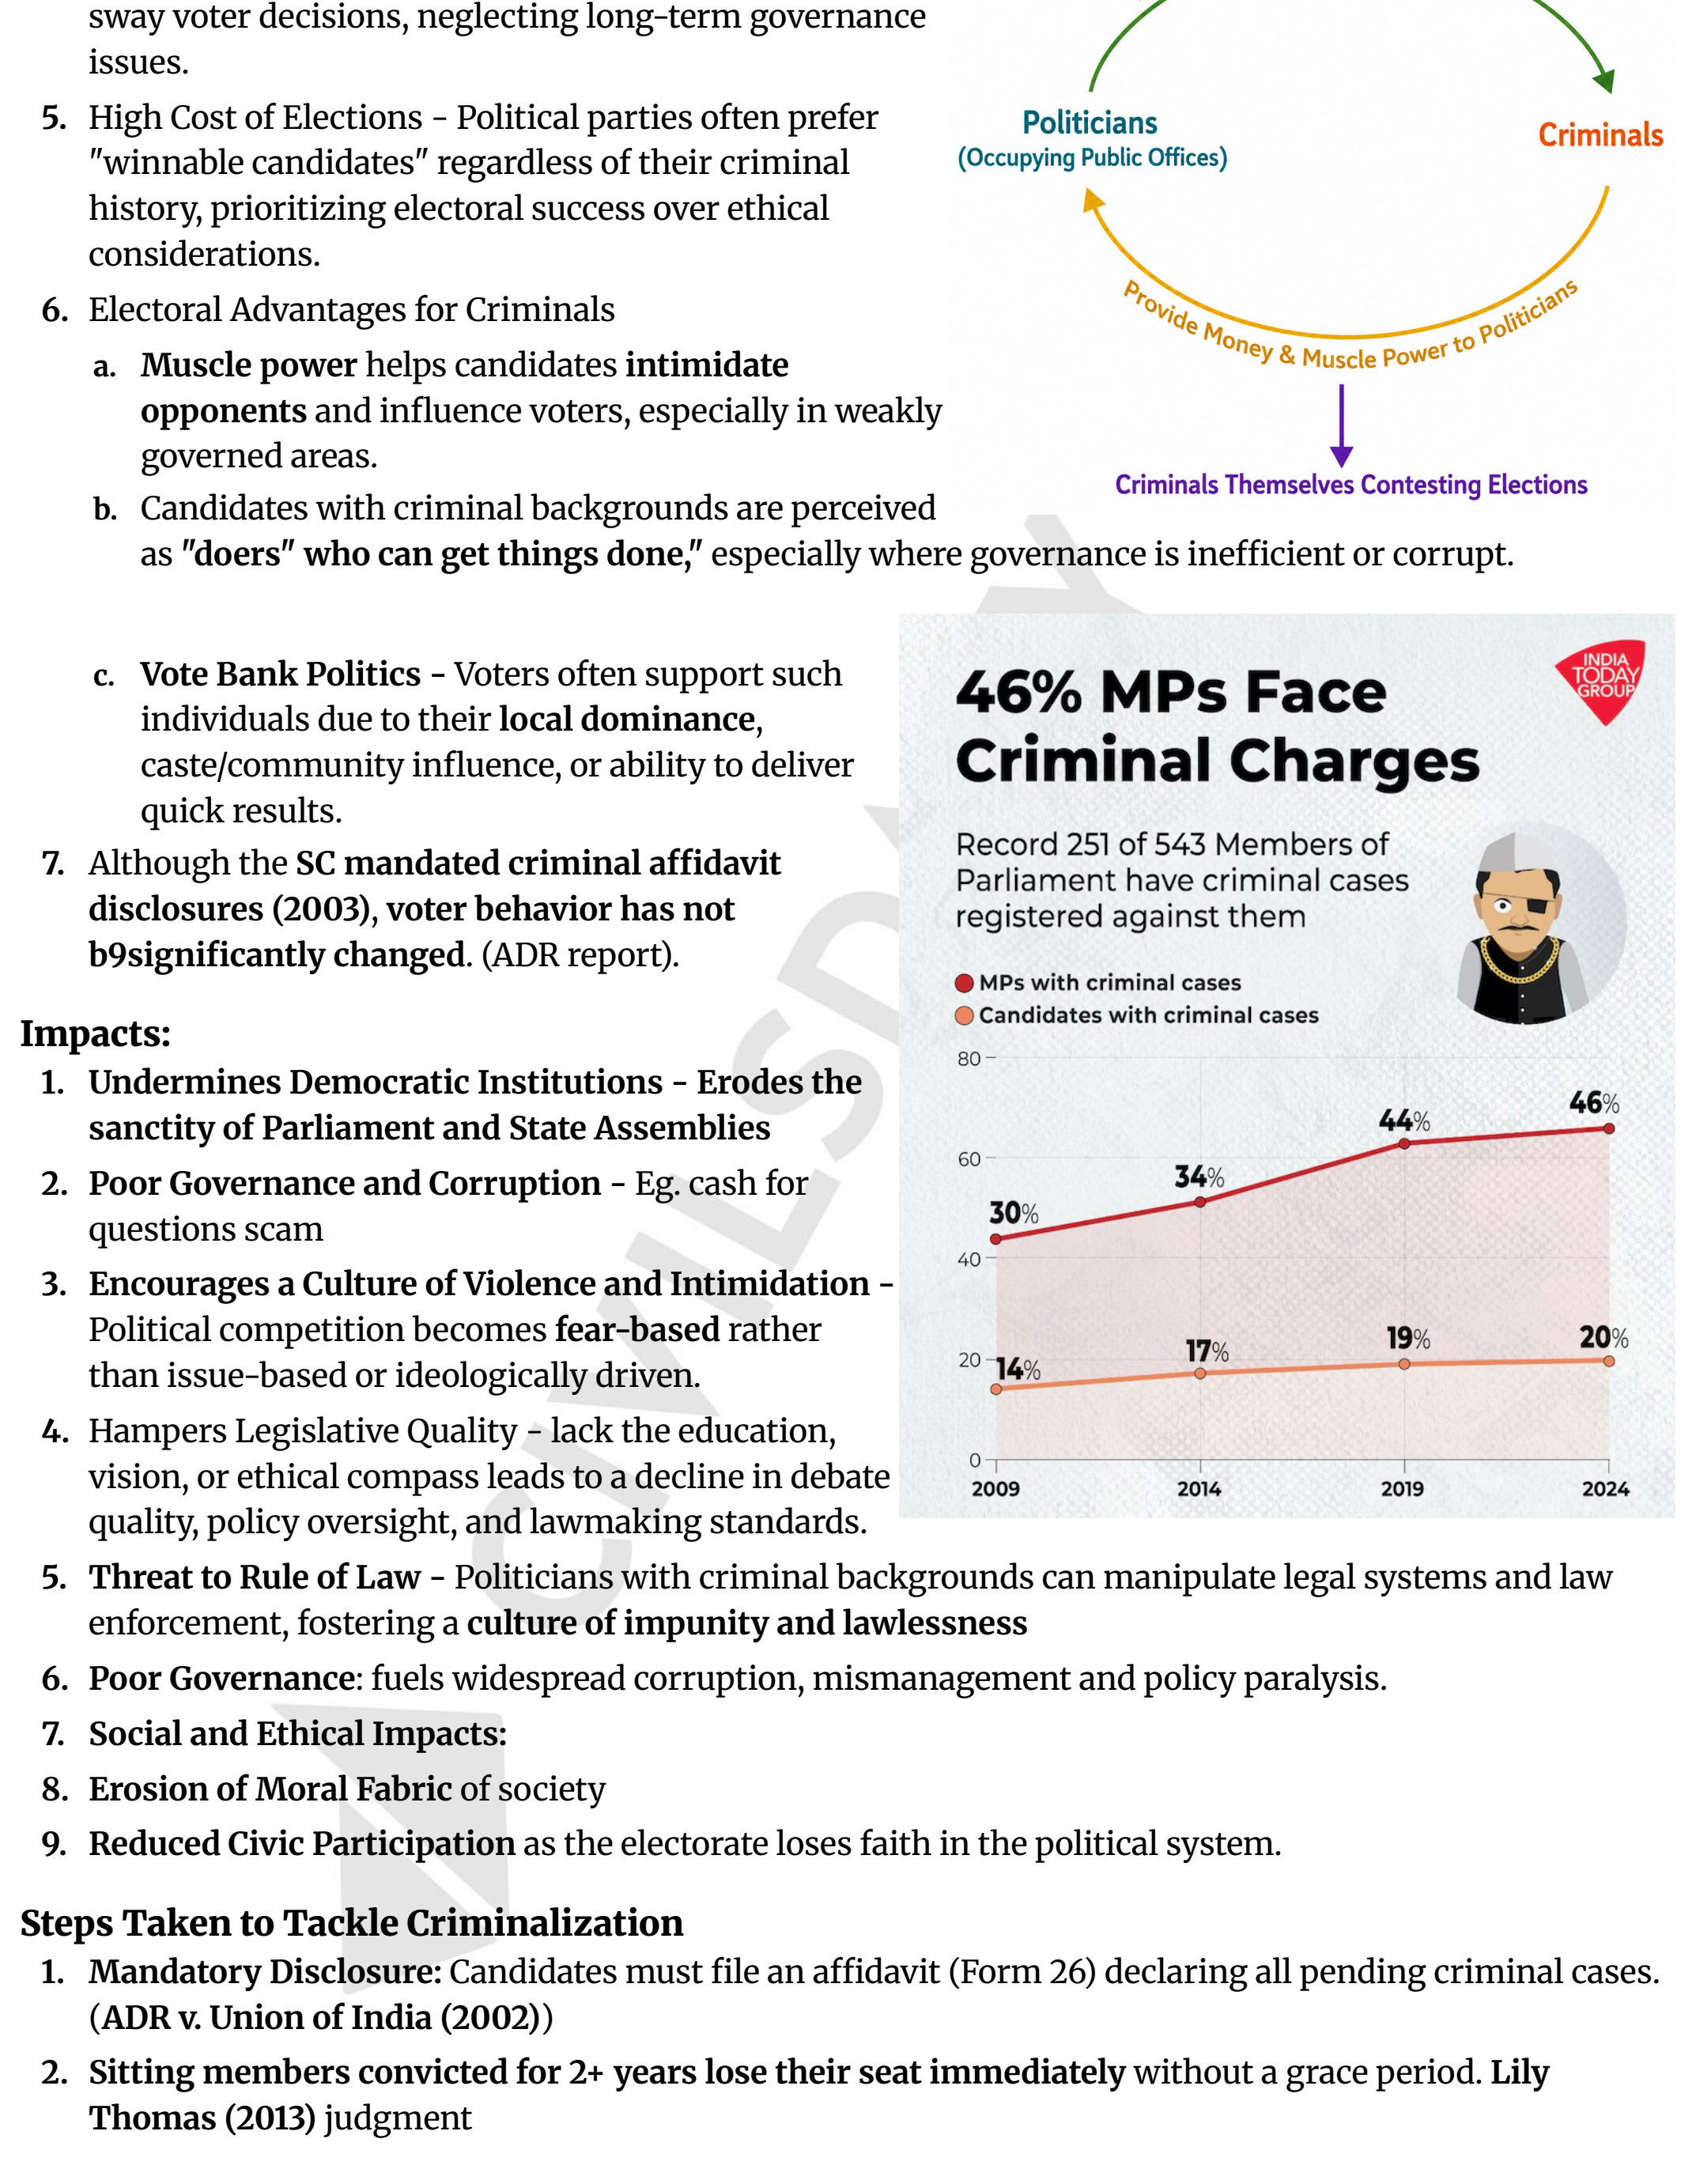 sway voter decisions, neglecting long-term governance
issues.
5. High Cost of Elections - Political parties often prefer
"winnable candidates" regardless of their criminal
history, prioritizing electoral success over ethical
considerations.
6. Electoral Advantages for Criminals
a. Muscle power helps candidates intimidate
opponents and influence voters, especially in weakly
governed areas.
b. Candidates with criminal backgrounds are perceived
as "doers" who can get things done," especially where governance is inefficient or corrupt.
Politicians
(Occupying Public Offices)
Criminals
Provide Money & Muscle Power to Politicians
Criminals Themselves Contesting Elections
c. Vote Bank Politics - Voters often support such
individuals due to their local dominance,
caste/community influence, or ability to deliver
quick results.
7. Although the SC mandated criminal affidavit
disclosures (2003), voter behavior has not
b9significantly changed. (ADR report).
Impacts:
1. Undermines Democratic Institutions - Erodes the
sanctity of Parliament and State Assemblies
2. Poor Governance and Corruption - Eg. cash for
questions scam
3. Encourages a Culture of Violence and Intimidation -
Political competition becomes fear-based rather
than issue-based or ideologically driven.
4. Hampers Legislative Quality - lack the education,
vision, or ethical compass leads to a decline in debate
quality, policy oversight, and lawmaking standards.
46% MPs Face
Criminal Charges
INDIA
TODAY
GROUP
Record 251 of 543 Members of
Parliament have criminal cases
registered against them
MPs with criminal cases
Candidates with criminal cases
80
60
40
20
0
30%
34%
44%
46%
14%
17%
19%
20%
2009
2014
2019
2024
5. Threat to Rule of Law - Politicians with criminal backgrounds can manipulate legal systems and law
enforcement, fostering a culture of impunity and lawlessness
6. Poor Governance: fuels widespread corruption, mismanagement and policy paralysis.
7. Social and Ethical Impacts:
8. Erosion of Moral Fabric of society
9. Reduced Civic Participation as the electorate loses faith in the political system.
Steps Taken to Tackle Criminalization
1. Mandatory Disclosure: Candidates must file an affidavit (Form 26) declaring all pending criminal cases.
(ADR v. Union of India (2002))
2. Sitting members convicted for 2+ years lose their seat immediately without a grace period. Lily
Thomas (2013) judgment